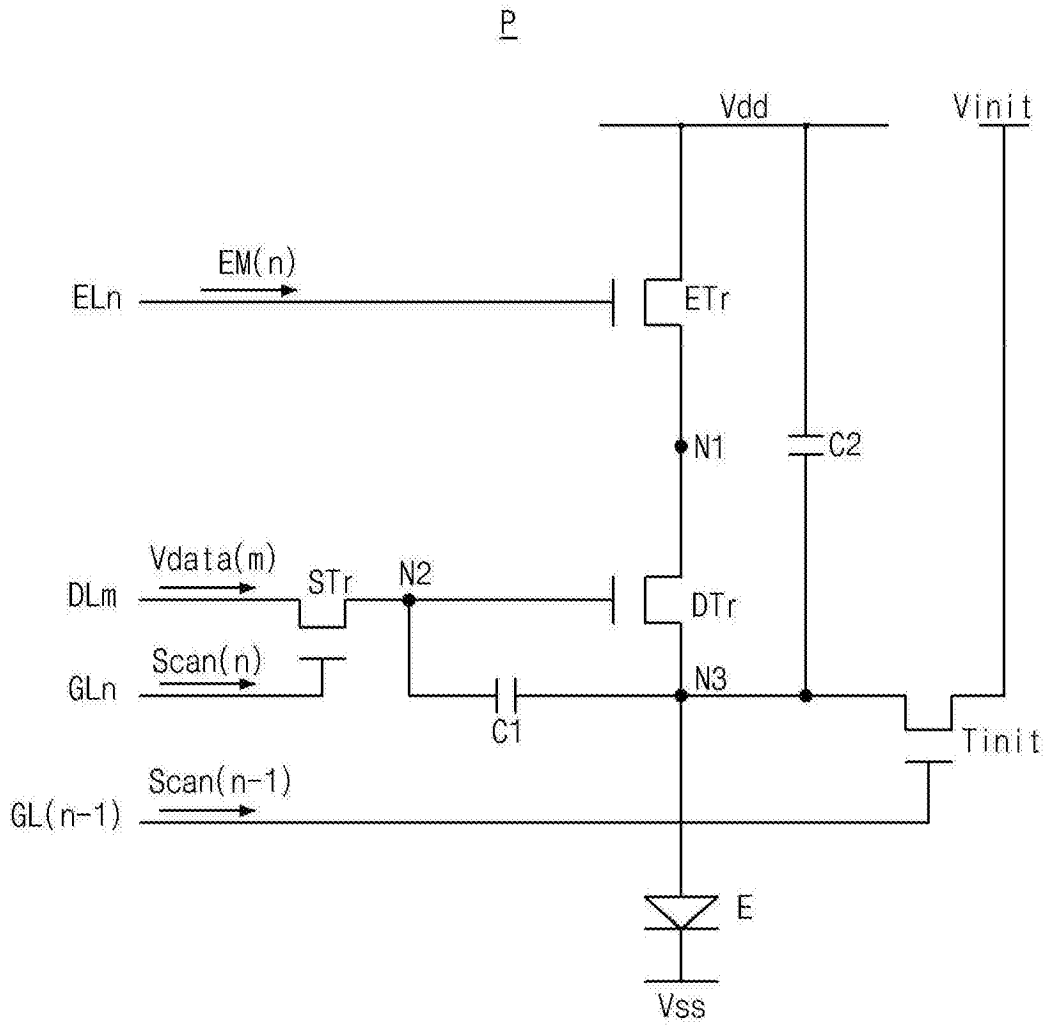 P
Vdd
Vinit
EM(n)
ELn
ETr
N1
C2
Vdata(m)
STr
N2
DLm
DTr
Scan(n)
N3
GLn
C1
Tinit
Scan(n-1)
GL(n-1)
E
Vss